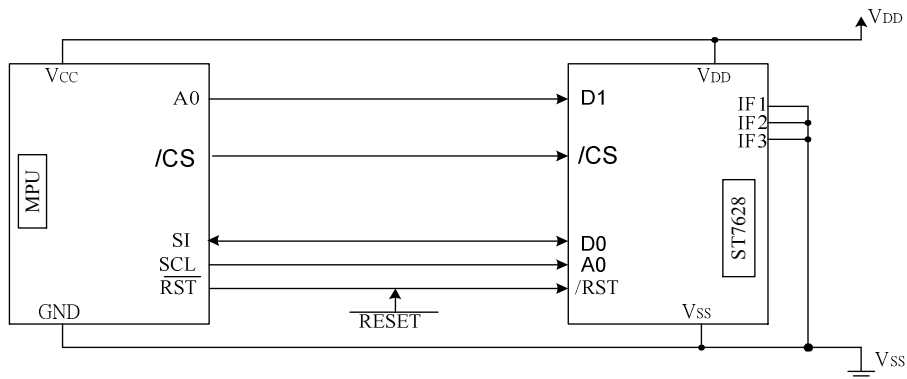 VDD
VCC
VDD
A0
D1
IF1
IF2
IF3
/CS
/CS
MPU
ST7628
SI
D0
SCL
A0
RST
/RST
GND
RESET
VSS
VSS